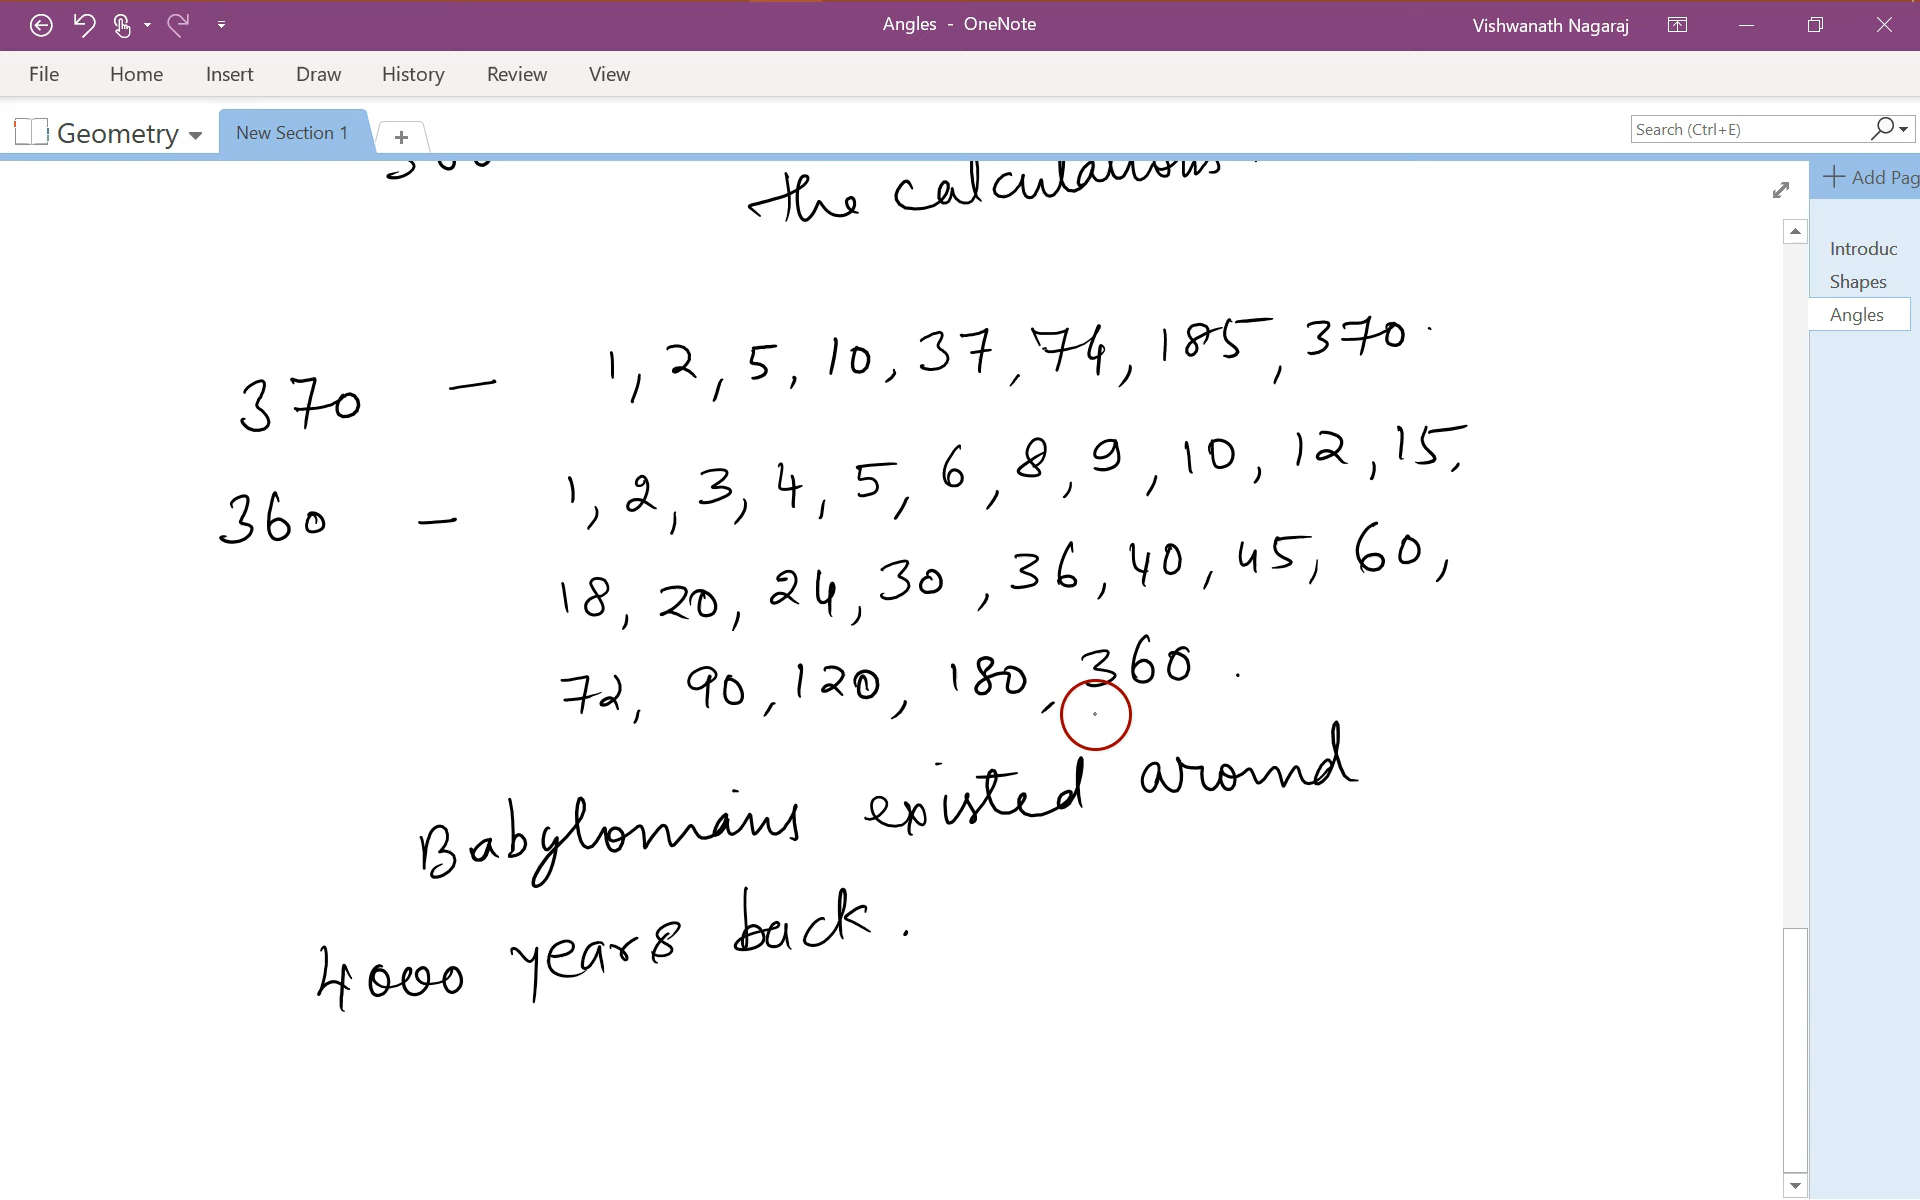 Angles - OneNote
Vishwanath Nagaraj
File Home Insert Draw History Review View
Geometry
New Section 1
Search (Ctrl+E)
Add Pag
Introduc
Shapes
Angles
the calculations.
370 - 1, 2, 5, 10, 37, 74, 185, 370.
360 - 1, 2, 3, 4, 5, 6, 8, 9, 10, 12, 15,
18, 20, 24, 30, 36, 40, 45, 60,
72, 90, 120, 180, 360.
Babylonians existed around
4000 years back.